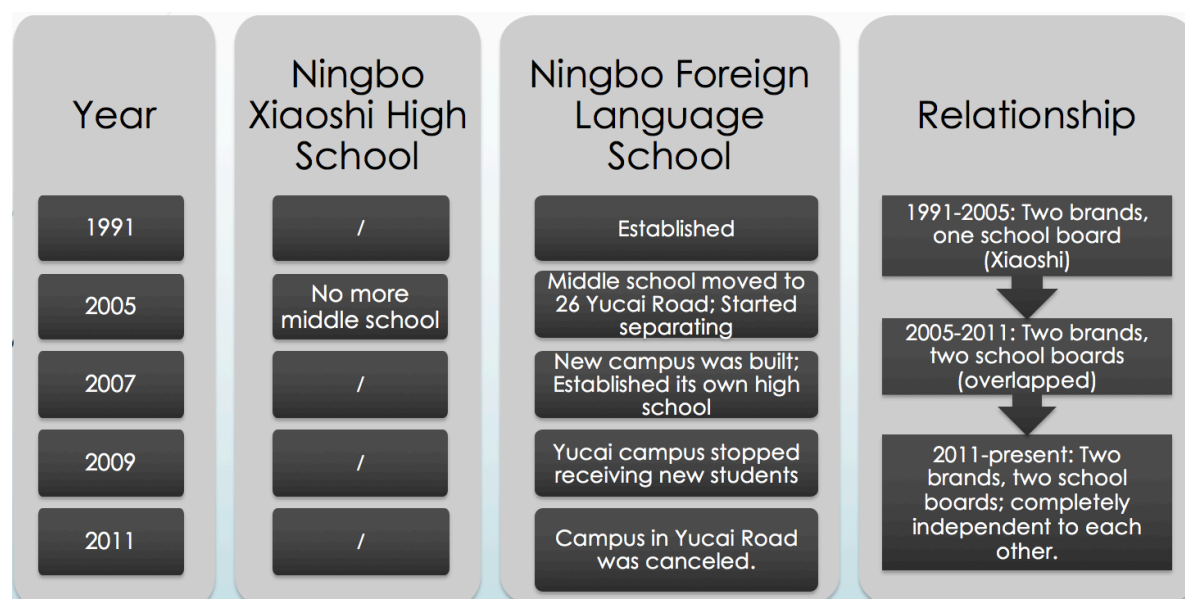 Year
Ningbo
Xiaoshi High
School
Ningbo Foreign
Language
School
Relationship
1991
/
Established
2005
No more
middle school
Middle school moved to
26 Yucai Road; Started
separating
2007
/
New campus was built;
Established its own high
school
2009
/
Yucai campus stopped
receiving new students
2011
/
Campus in Yucai Road
was canceled.
1991-2005: Two brands,
one school board
(Xiaoshi)
2005-2011: Two brands,
two school boards
(overlapped)
2011-present: Two
brands, two school
boards; completely
independent to each
other.